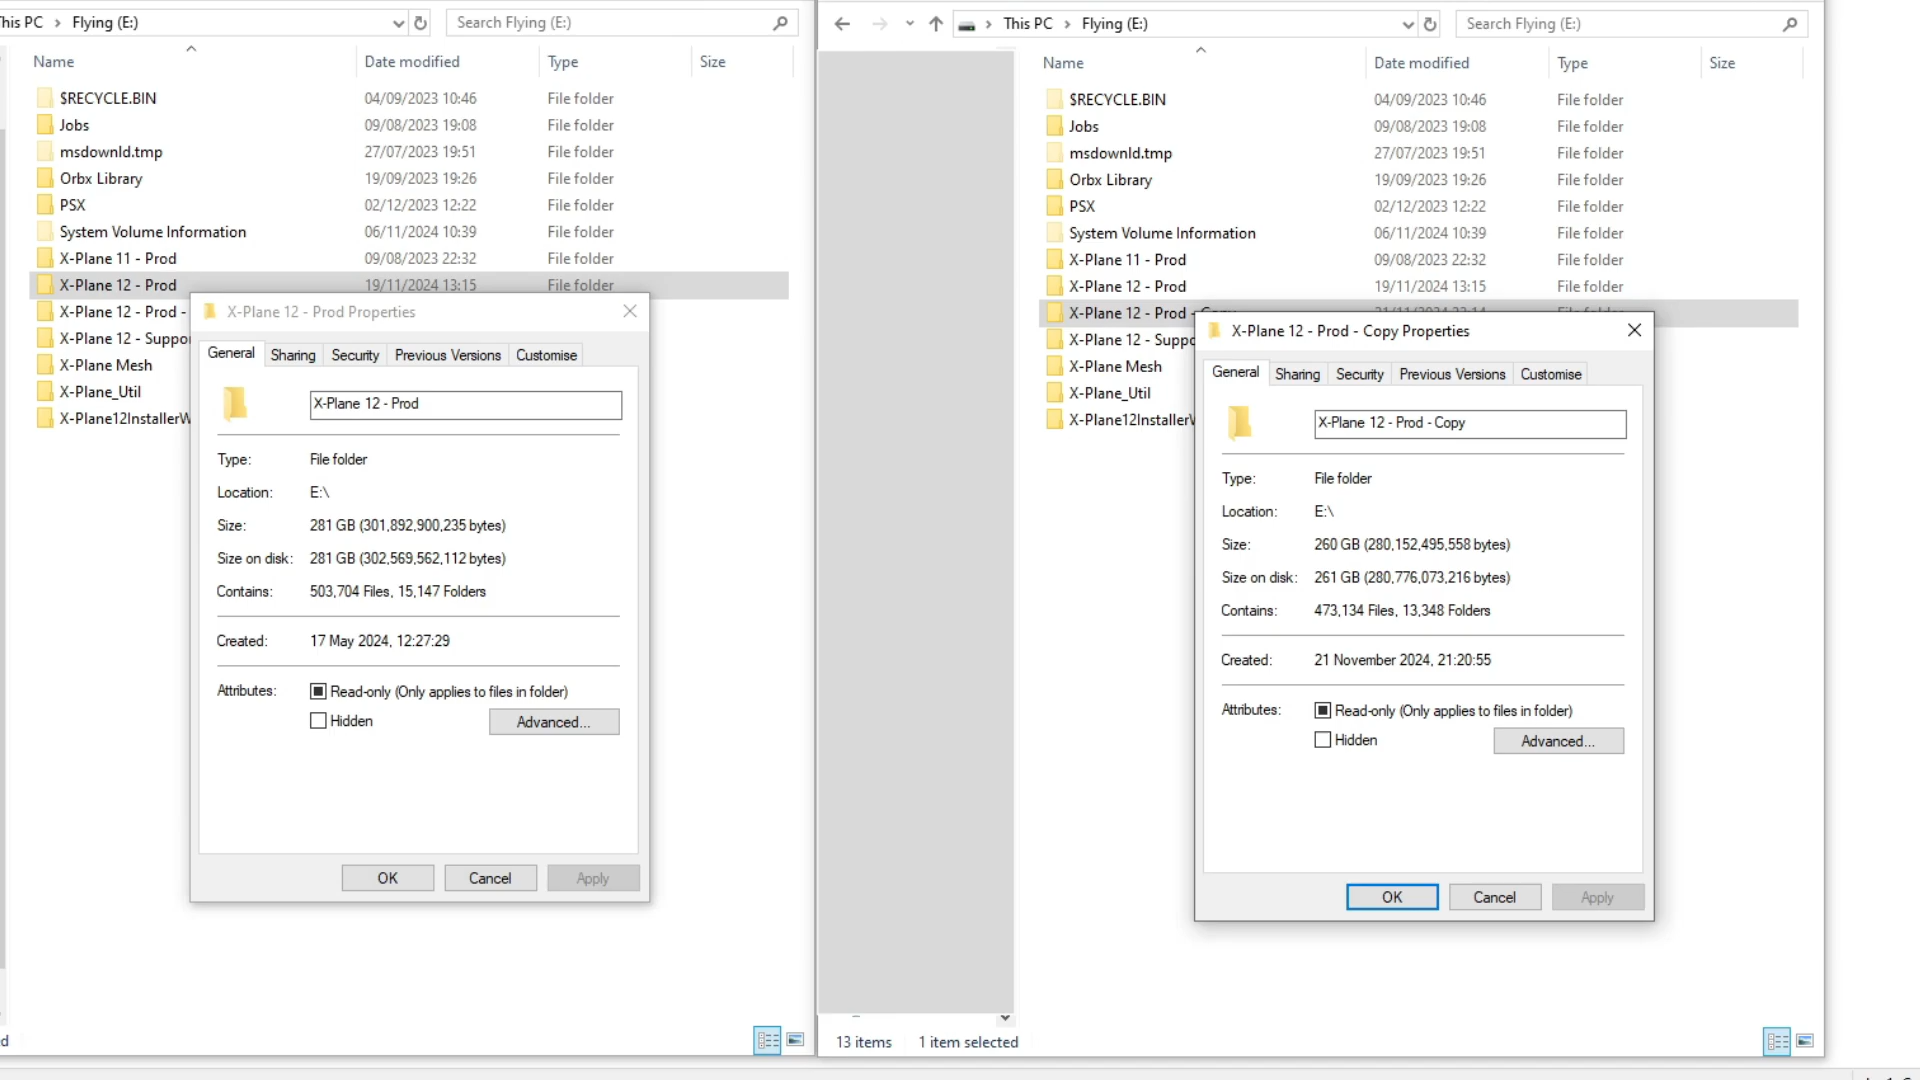 This PC > Flying (E:)
Search Flying (E:)
Name Date modified Type Size
$RECYCLE.BIN 04/09/2023 10:46 File folder
Jobs 09/08/2023 19:08 File folder
msdownld.tmp 27/07/2023 19:51 File folder
Orbx Library 19/09/2023 19:26 File folder
PSX 02/12/2023 12:22 File folder
System Volume Information 06/11/2024 10:39 File folder
X-Plane 11 - Prod 09/08/2023 22:32 File folder
X-Plane 12 - Prod 19/11/2024 13:15 File folder
X-Plane 12 - Prod -
X-Plane 12 - Suppo
X-Plane Mesh
X-Plane_Util
X-Plane12InstallerW
X-Plane 12 - Prod Properties
General Sharing Security Previous Versions Customise
X-Plane 12 - Prod
Type: File folder
Location: E:\
Size: 281 GB (301,892,900,235 bytes)
Size on disk: 281 GB (302,569,562,112 bytes)
Contains: 503,704 Files, 15,147 Folders
Created: 17 May 2024, 12:27:29
Attributes: Read-only (Only applies to files in folder)
Hidden Advanced...
OK Cancel Apply
d
This PC > Flying (E:)
Search Flying (E:)
Name Date modified Type Size
$RECYCLE.BIN 04/09/2023 10:46 File folder
Jobs 09/08/2023 19:08 File folder
msdownld.tmp 27/07/2023 19:51 File folder
Orbx Library 19/09/2023 19:26 File folder
PSX 02/12/2023 12:22 File folder
System Volume Information 06/11/2024 10:39 File folder
X-Plane 11 - Prod 09/08/2023 22:32 File folder
X-Plane 12 - Prod 19/11/2024 13:15 File folder
X-Plane 12 - Prod - Copy
X-Plane 12 - Suppo
X-Plane Mesh
X-Plane_Util
X-Plane12InstallerW
X-Plane 12 - Prod - Copy Properties
General Sharing Security Previous Versions Customise
X-Plane 12 - Prod - Copy
Type: File folder
Location: E:\
Size: 260 GB (280,152,495,558 bytes)
Size on disk: 261 GB (280,776,073,216 bytes)
Contains: 473,134 Files, 13,348 Folders
Created: 21 November 2024, 21:20:55
Attributes: Read-only (Only applies to files in folder)
Hidden Advanced...
OK Cancel Apply
13 items 1 item selected